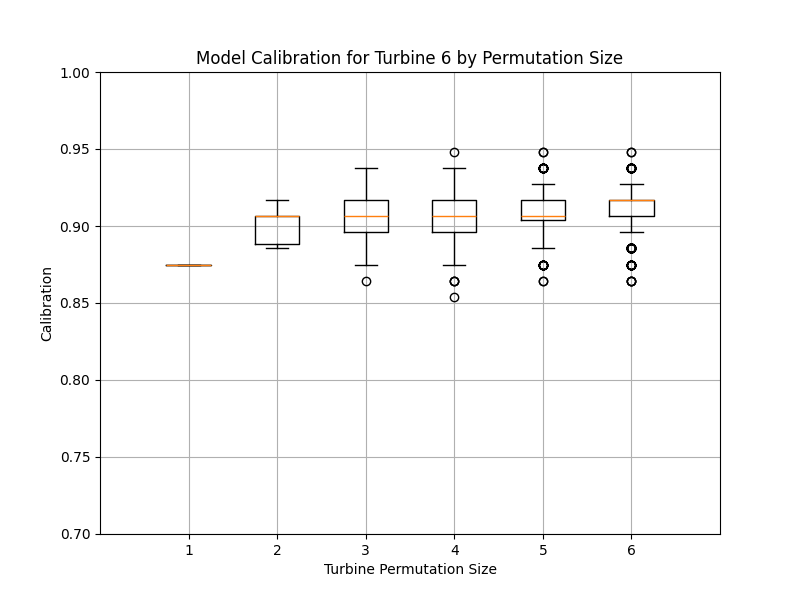 Model Calibration for Turbine 6 by Permutation Size
1.00
0.95
0.90
0.85
0.80
0.75
0.70
Calibration
1 2 3 4 5 6
Turbine Permutation Size